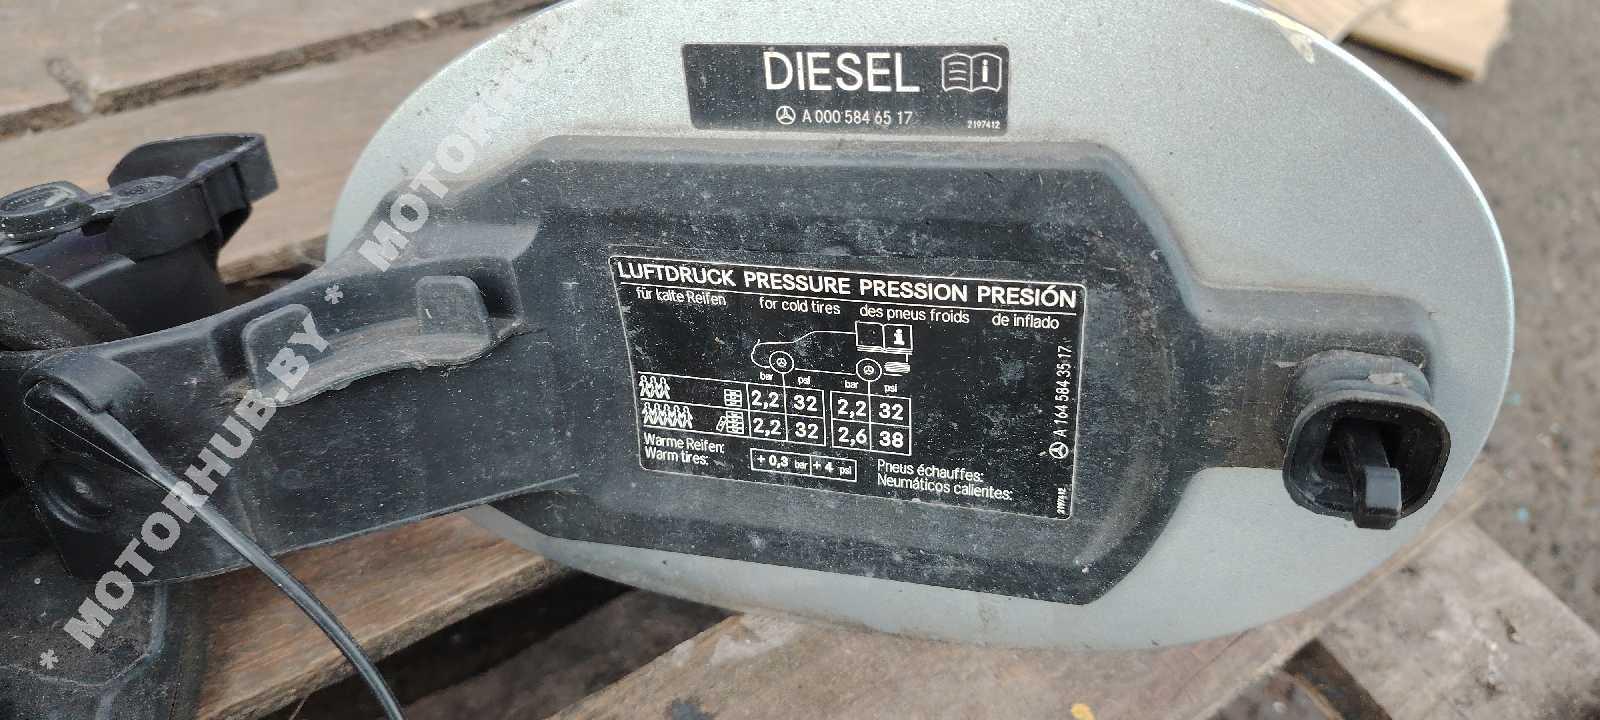 DIESEL
A 000 584 65 17
2197412
LUFTDRUCK PRESSURE PRESSION PRESIÓN
für kalte Reifen for cold tires des pneus froids de inflado
bar psi bar psi
2,2 32 2,2 32
2,2 32 2,6 38
Warme Reifen: Pneus échauffes:
Warm tires: +0,3 bar +4 psi Neumáticos calientes:
A 164 584 35 17
2197412
* MOTORHUB.BY * MOTORHU